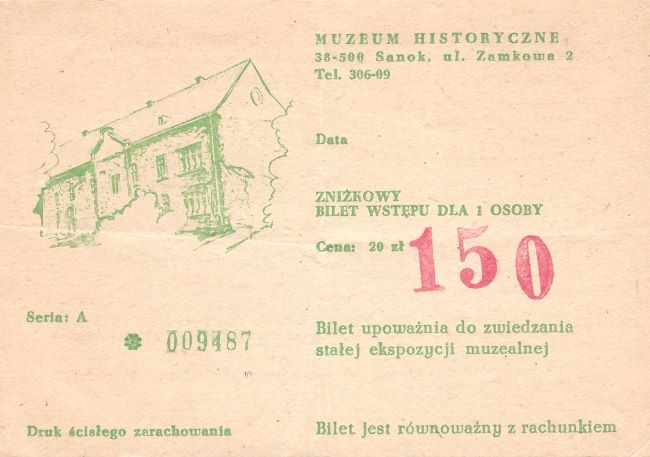 MUZEUM HISTORYCZNE
38-500 Sanok, ul. Zamkowa 2
Tel. 306-09
Data
ZNIŻKOWY
BILET WSTĘPU DLA 1 OSOBY
Cena: 20 zł 150
Seria: A
009487
Bilet upoważnia do zwiedzania
stałej ekspozycji muzealnej
Druk ścisłego zarachowania
Bilet jest równoważny z rachunkiem